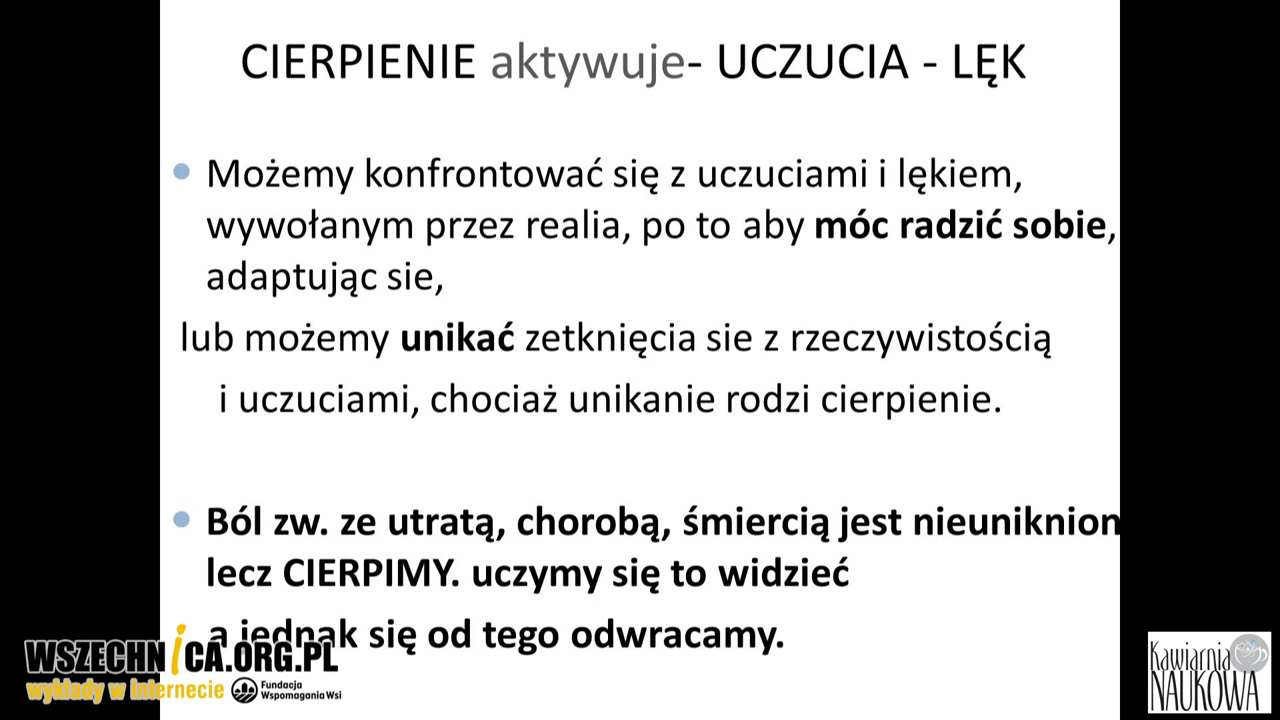 CIERPIENIE aktywuje- UCZUCIA - LĘK
Możemy konfrontować się z uczuciami i lękiem,
wywołanym przez realia, po to aby móc radzić sobie,
adaptując sie,
lub możemy unikać zetknięcia sie z rzeczywistością
i uczuciami, chociaż unikanie rodzi cierpienie.
Ból zw. ze utratą, chorobą, śmiercią jest nieuniknion
lecz CIERPIMY. uczymy się to widzieć
a jednak się od tego odwracamy.
WSZECHNiCA.ORG.PL
wykłady w internecie
Fundacja
Wspomagania Wsi
Kawiarnia
NAUKOWA